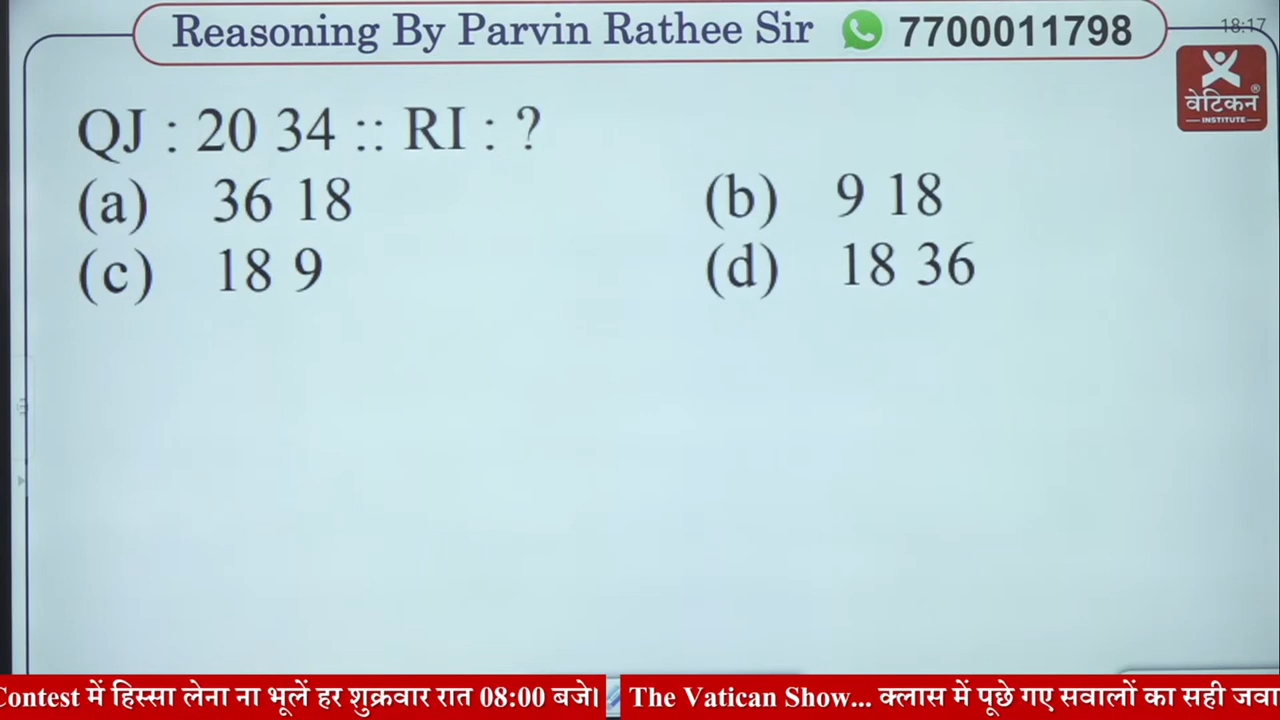 Reasoning By Parvin Rathee Sir 7700011798
18:17
वेटिकन
INSTITUTE
QJ : 20 34 :: RI : ?
(a) 36 18 (b) 9 18
(c) 18 9 (d) 18 36
Contest में हिस्सा लेना ना भूलें हर शुक्रवार रात 08:00 बजे। The Vatican Show... क्लास में पूछे गए सवालों का सही जवा